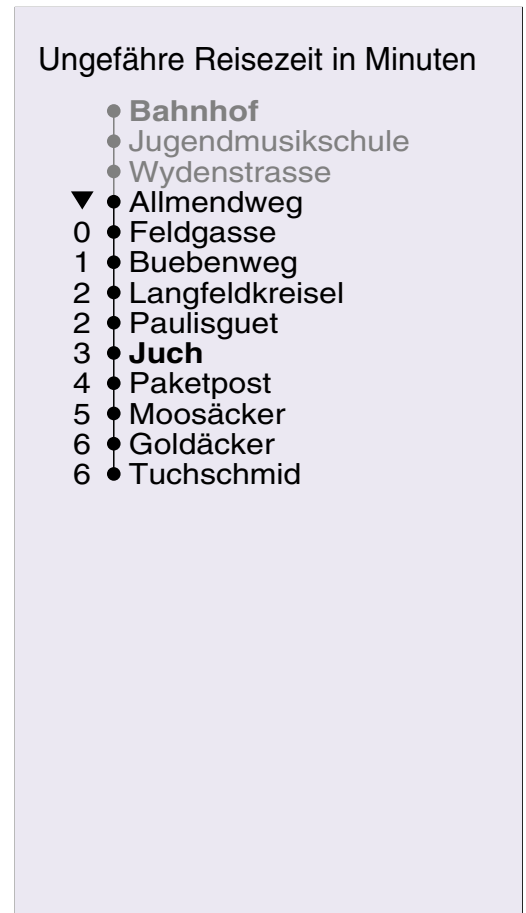 Ungefähre Reisezeit in Minuten
Bahnhof
Jugendmusikschule
Wydenstrasse
▼ Allmendweg
0 Feldgasse
1 Buebenweg
2 Langfeldkreisel
2 Paulisguet
3 Juch
4 Paketpost
5 Moosäcker
6 Goldäcker
6 Tuchschmid